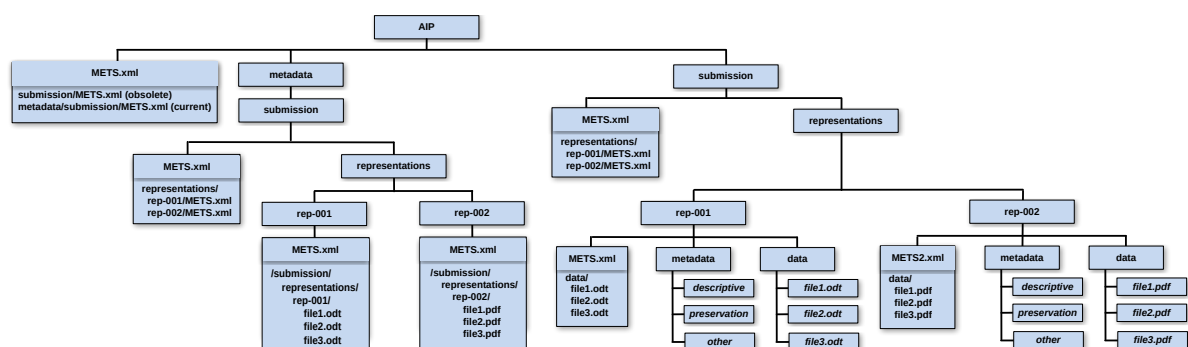 AIP
METS.xml
submission/METS.xml (obsolete)
metadata/submission/METS.xml (current)
metadata
submission
submission
METS.xml
representations/
rep-001/METS.xml
rep-002/METS.xml
representations
METS.xml
representations/
rep-001/METS.xml
rep-002/METS.xml
representations
rep-001
METS.xml
/submission/
representations/
rep-001/
file1.odt
file2.odt
file3.odt
rep-002
METS.xml
/submission/
representations/
rep-002/
file1.pdf
file2.pdf
file3.pdf
rep-001
METS.xml
data/
file1.odt
file2.odt
file3.odt
metadata
descriptive
preservation
other
data
file1.odt
file2.odt
file3.odt
rep-002
METS2.xml
data/
file1.pdf
file2.pdf
file3.pdf
metadata
descriptive
preservation
other
data
file1.pdf
file2.pdf
file3.pdf